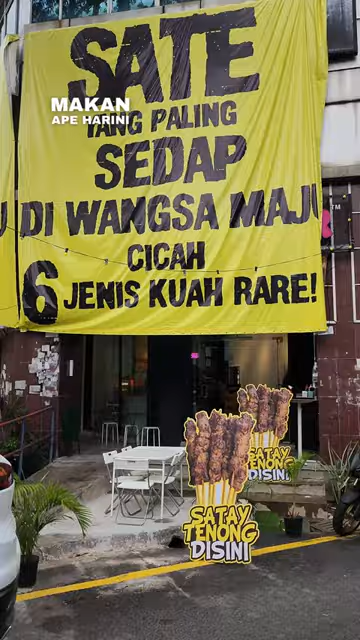 SATE
MAKAN
APE HARINI
YANG PALING
SEDAP
DI WANGSA MAJU
CICAH
6 JENIS KUAH RARE!
TM
SATAY
TENONG
DISINI
SATAY
TENONG
DISINI